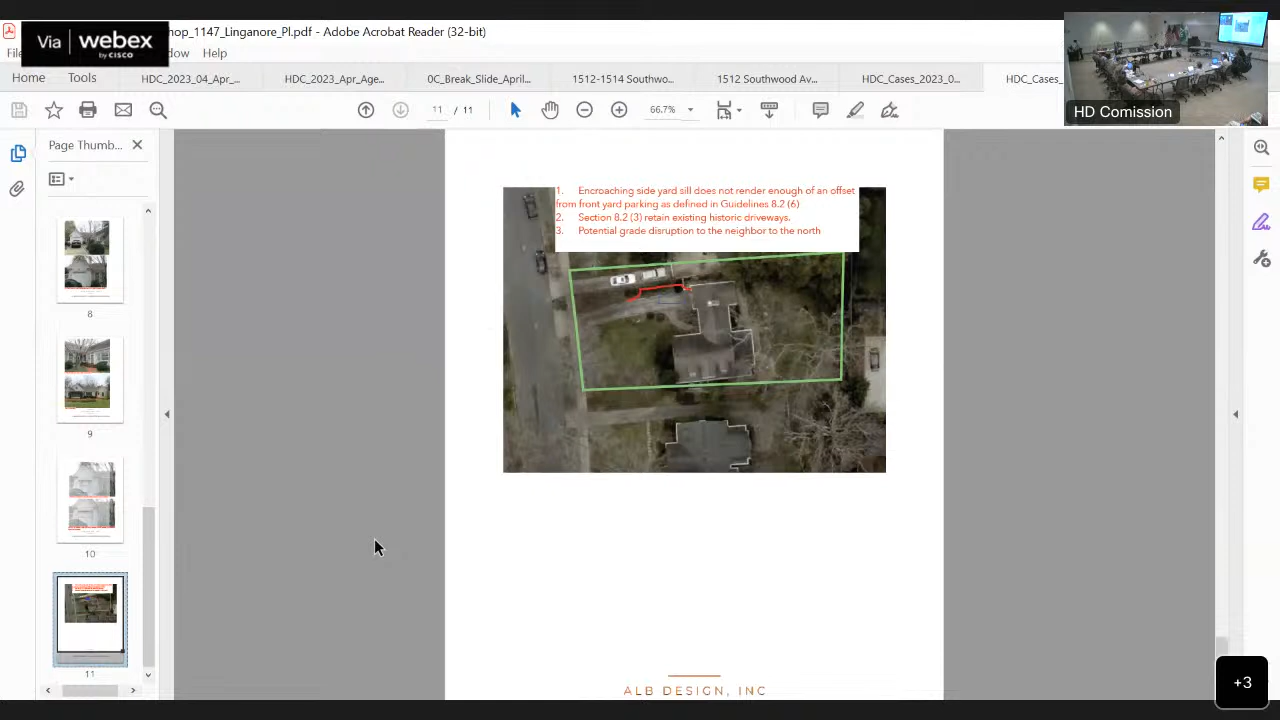 Via webex
by CISCO
hop_1147_Linganore_Pl.pdf - Adobe Acrobat Reader (32-bit)
dow Help
Home Tools HDC_2023_04_Apr_... HDC_2023_Apr_Age... 0C_Break_Slide_April... 1512-1514 Southwo... 1512 Southwood Av... HDC_Cases_2023_0... HDC_Cases_
11 / 11 66.7%
HD Comission
Page Thumb...
1. Encroaching side yard sill does not render enough of an offset
from front yard parking as defined in Guidelines 8.2 (6)
2. Section 8.2 (3) retain existing historic driveways.
3. Potential grade disruption to the neighbor to the north
8
9
10
11
ALB DESIGN, INC
+3